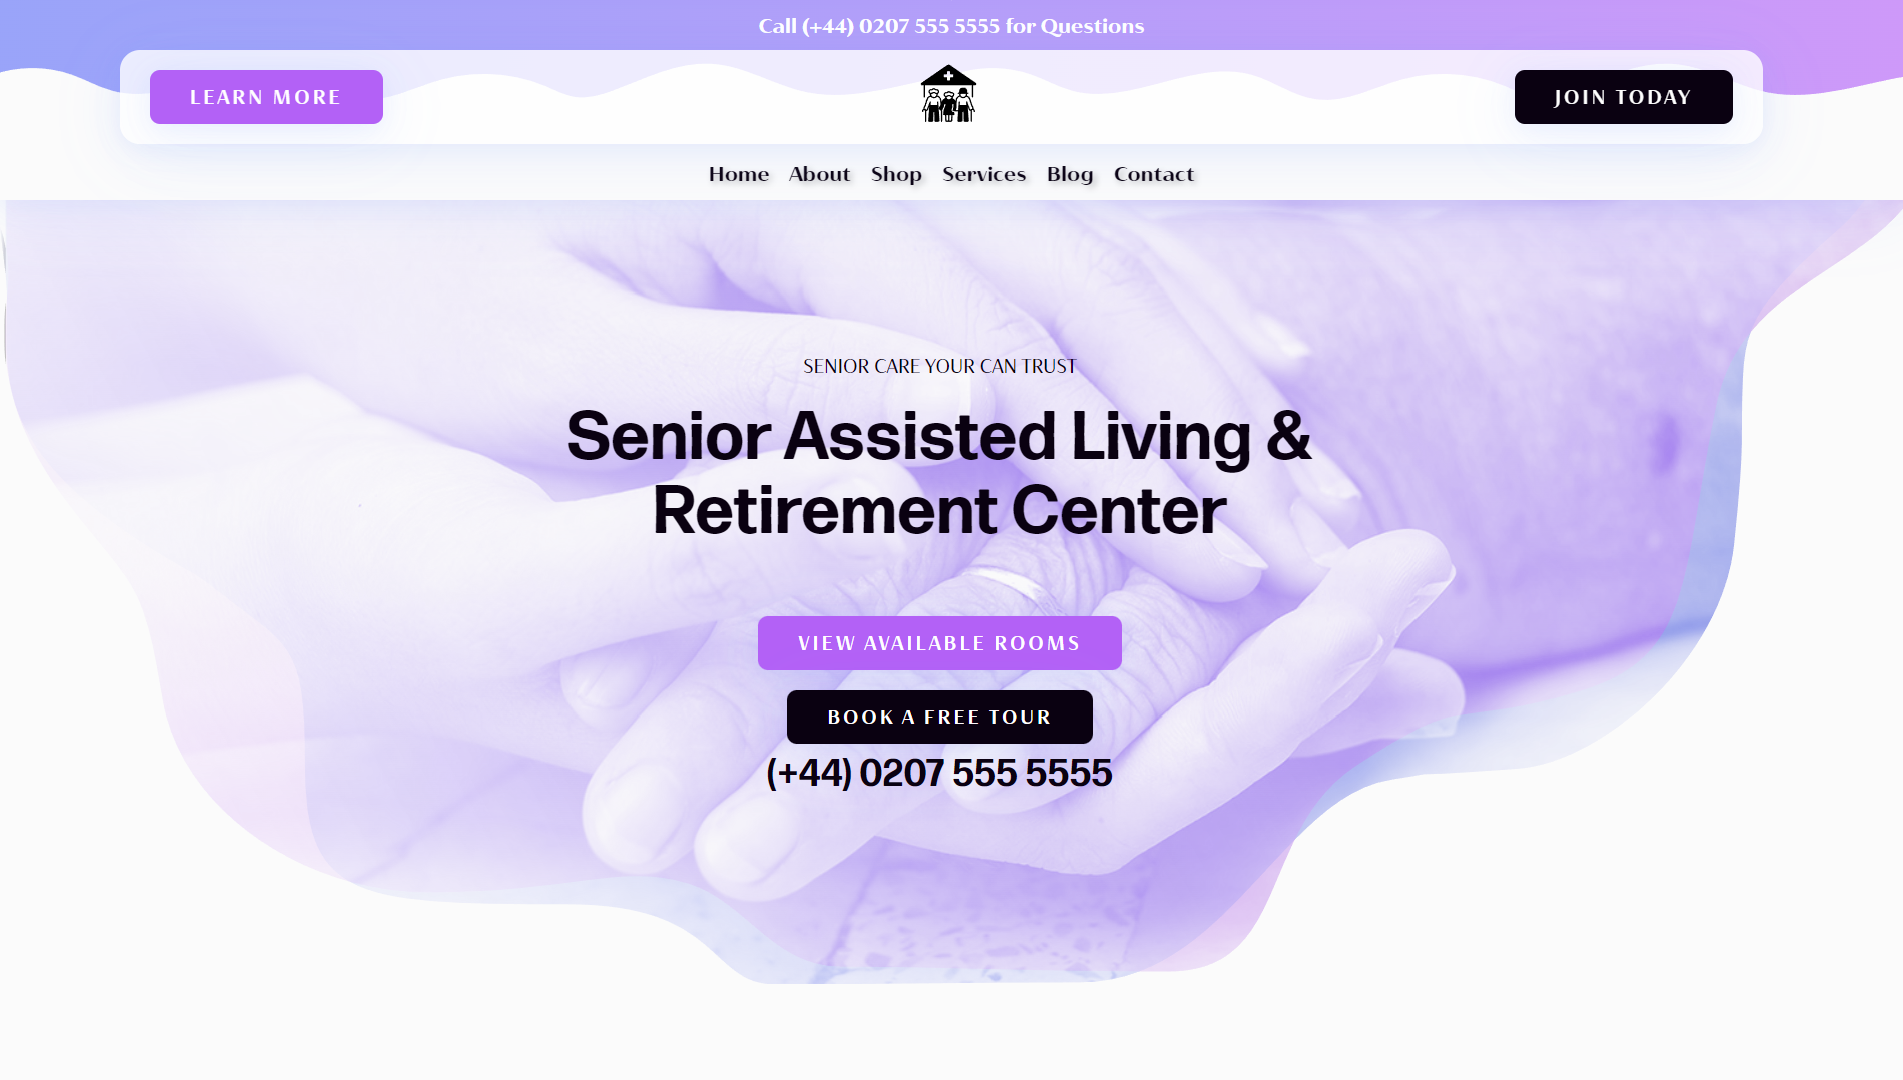 Call (+44) 0207 555 5555 for Questions
LEARN MORE
JOIN TODAY
Home About Shop Services Blog Contact
SENIOR CARE YOUR CAN TRUST
Senior Assisted Living &
Retirement Center
VIEW AVAILABLE ROOMS
BOOK A FREE TOUR
(+44) 0207 555 5555